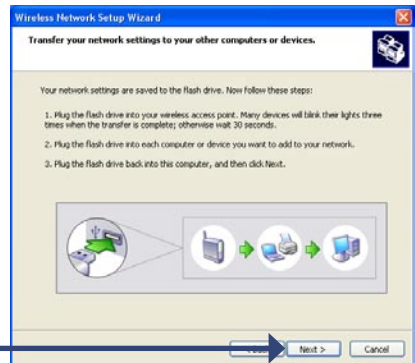 Wireless Network Setup Wizard
Transfer your network settings to your other computers or devices.
Your network settings are saved to the flash drive. Now follow these steps:
1. Plug the flash drive into your wireless access point. Many devices will blink their lights three
times when the transfer is complete; otherwise wait 30 seconds.
2. Plug the flash drive into each computer or device you want to add to your network.
3. Plug the flash drive back into this computer, and then click Next.
Next > Cancel